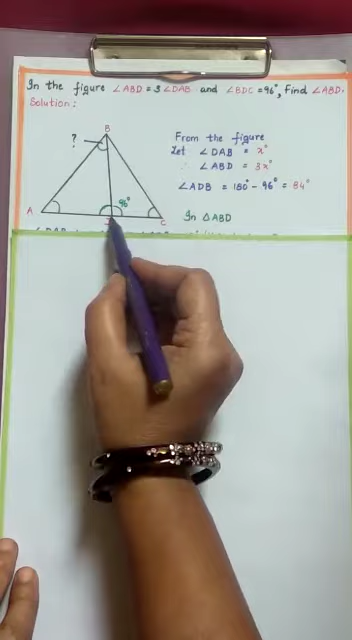 In the figure ∠ABD = 3 ∠DAB and ∠BDC = 96°, Find ∠ABD.
Solution:
B
?
96°
A
C
From the figure
Let ∠DAB = x°
∴ ∠ABD = 3x°
∠ADB = 180° - 96° = 84°
In △ABD